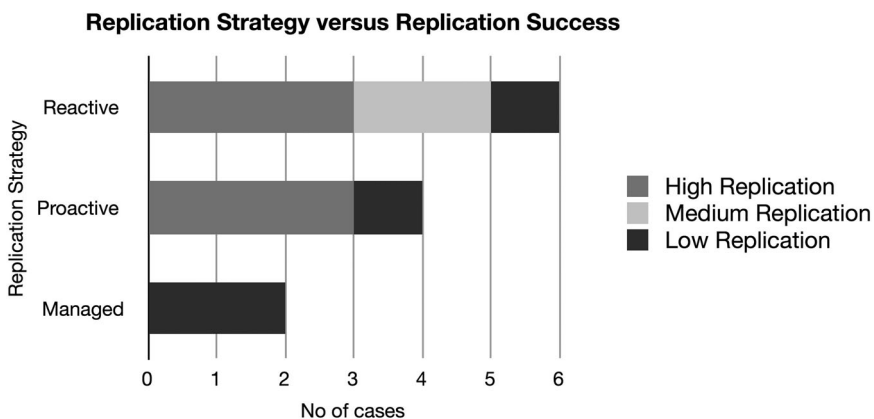 Replication Strategy versus Replication Success
Replication Strategy
Reactive
Proactive
Managed
0 1 2 3 4 5 6
No of cases
High Replication
Medium Replication
Low Replication